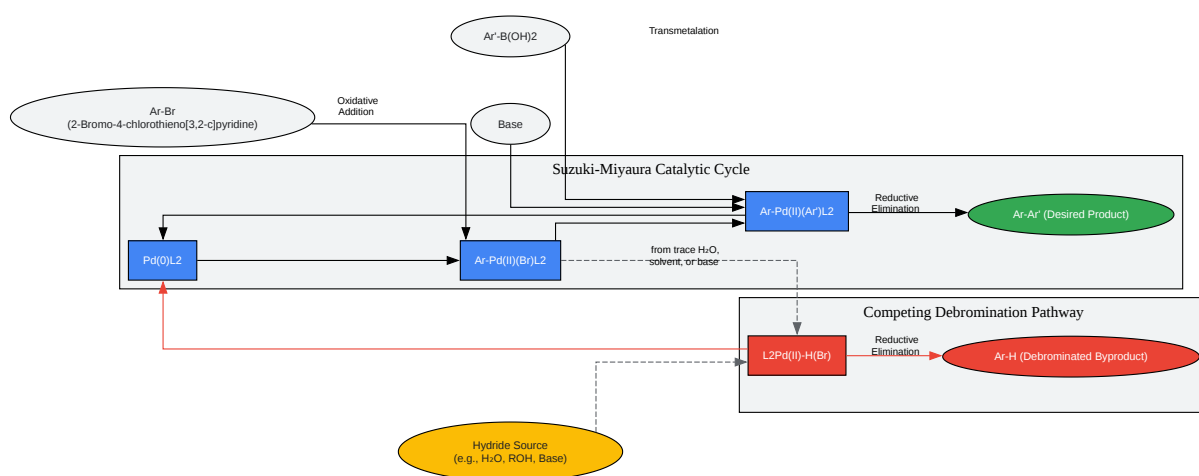 Ar'-B(OH)2
Transmetalation
Ar-Br
(2-Bromo-4-chlorothieno[3,2-c]pyridine)
Oxidative
Addition
Base
Suzuki-Miyaura Catalytic Cycle
Ar-Pd(II)(Ar')L2
Reductive
Elimination
Ar-Ar' (Desired Product)
Pd(0)L2
Ar-Pd(II)(Br)L2
from trace H₂O,
solvent, or base
Competing Debromination Pathway
L2Pd(II)-H(Br)
Reductive
Elimination
Ar-H (Debrominated Byproduct)
Hydride Source
(e.g., H₂O, ROH, Base)